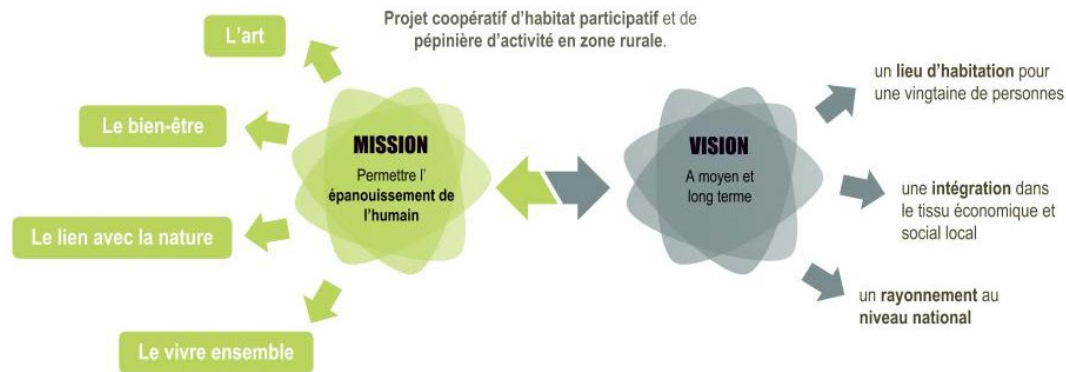 Projet coopératif d'habitat participatif et de
pépinière d'activité en zone rurale.
L'art
Le bien-être
Le lien avec la nature
Le vivre ensemble
MISSION
Permettre l'
épanouissement de
l'humain
VISION
A moyen et
long terme
un lieu d'habitation pour
une vingtaine de personnes
une intégration dans
le tissu économique et
social local
un rayonnement au
niveau national